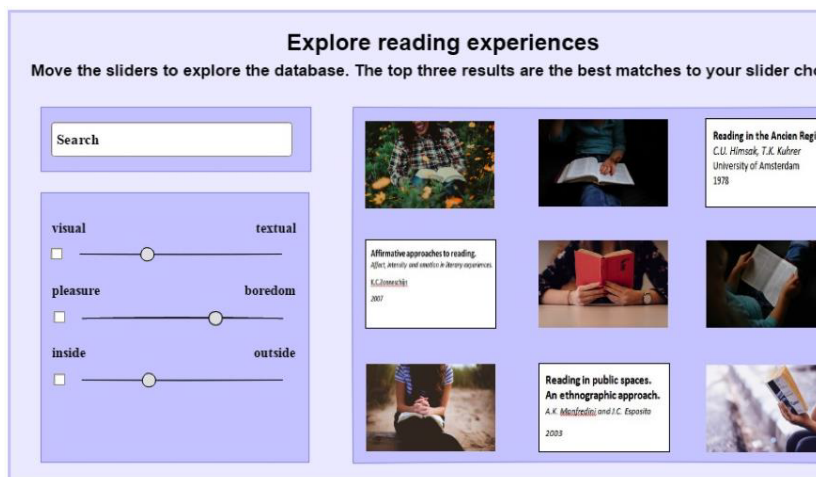 Explore reading experiences
Move the sliders to explore the database. The top three results are the best matches to your slider cho
Search
visual textual
pleasure boredom
inside outside
Reading in the Ancien Regi
C.U. Himsak, T.K. Kuhrer
University of Amsterdam
1978
Affirmative approaches to reading.
Affect, intensity and emotion in literary experiences.
K.C.Zonneschijn
2007
Reading in public spaces.
An ethnographic approach.
A.K. Manfredini and J.C. Esposito
2003